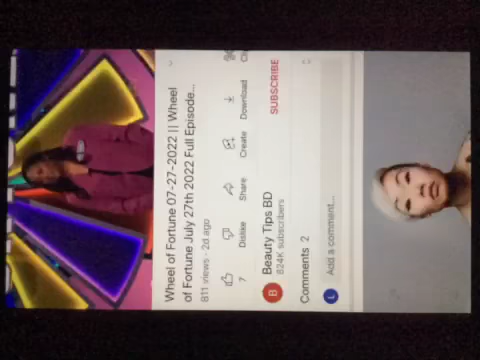 Wheel of Fortune 07-27-2022 || Wheel
of Fortune July 27th 2022 Full Episode...
811 views · 2d ago
7
Dislike
Share
Create
Download
B
Beauty Tips BD
824K subscribers
SUBSCRIBE
Comments 2
L
Add a comment...